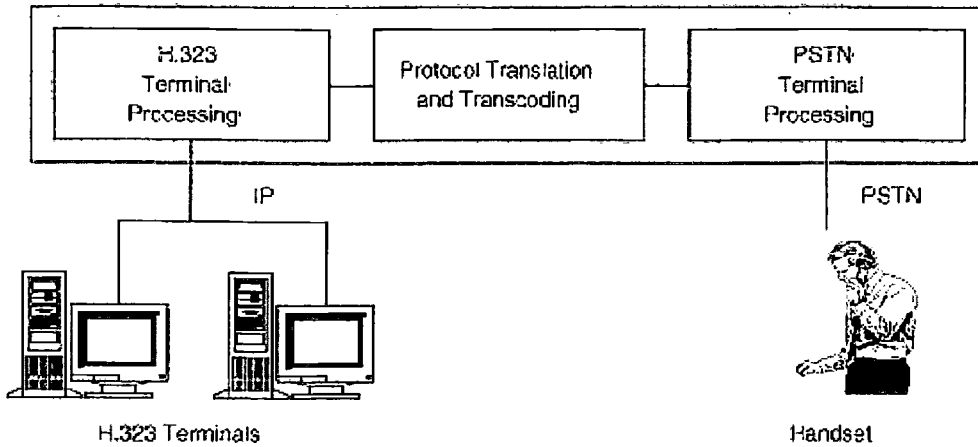 H.323
Terminal
Processing
Protocol Translation
and Transcoding
PSTN
Terminal
Processing
IP
PSTN
H.323 Terminals
Handset